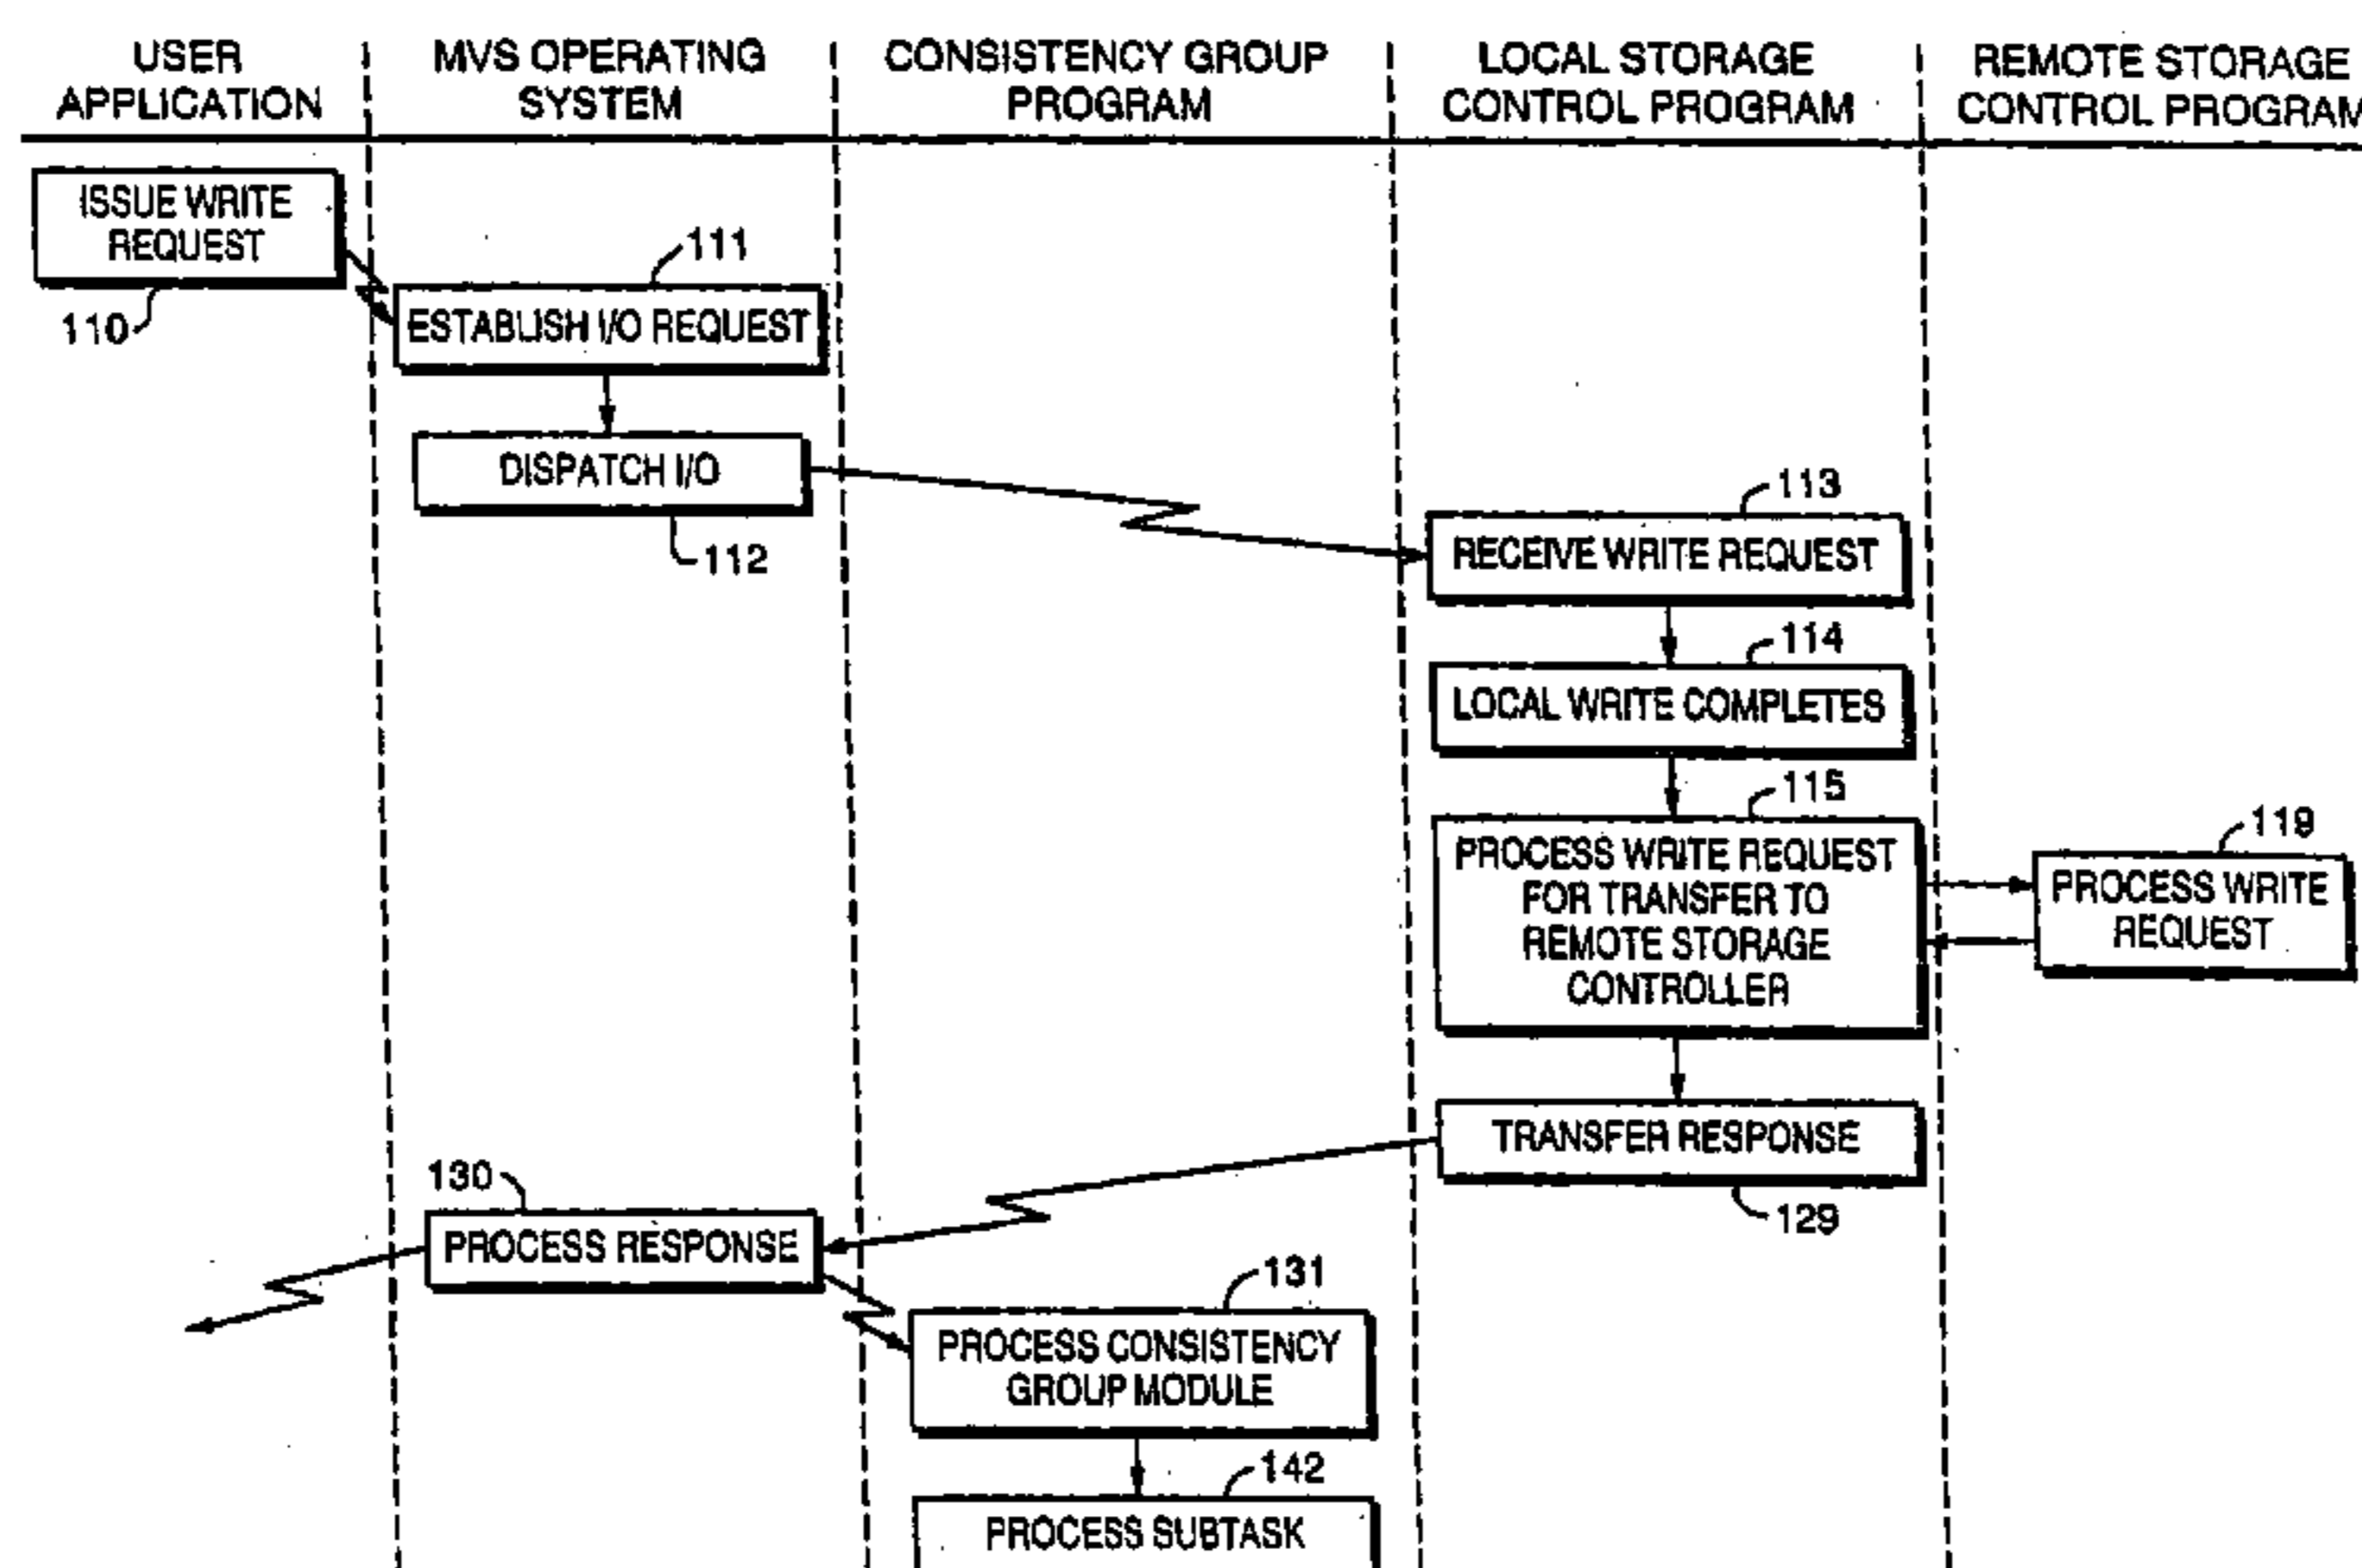 USER
APPLICATION
MVS OPERATING
SYSTEM
CONSISTENCY GROUP
PROGRAM
LOCAL STORAGE
CONTROL PROGRAM
REMOTE STORAGE
CONTROL PROGRAM
ISSUE WRITE
REQUEST
110
111
ESTABLISH I/O REQUEST
DISPATCH I/O
112
113
RECEIVE WRITE REQUEST
114
LOCAL WRITE COMPLETES
115
PROCESS WRITE REQUEST
FOR TRANSFER TO
REMOTE STORAGE
CONTROLLER
119
PROCESS WRITE
REQUEST
TRANSFER RESPONSE
129
130
PROCESS RESPONSE
131
PROCESS CONSISTENCY
GROUP MODULE
142
PROCESS SUBTASK